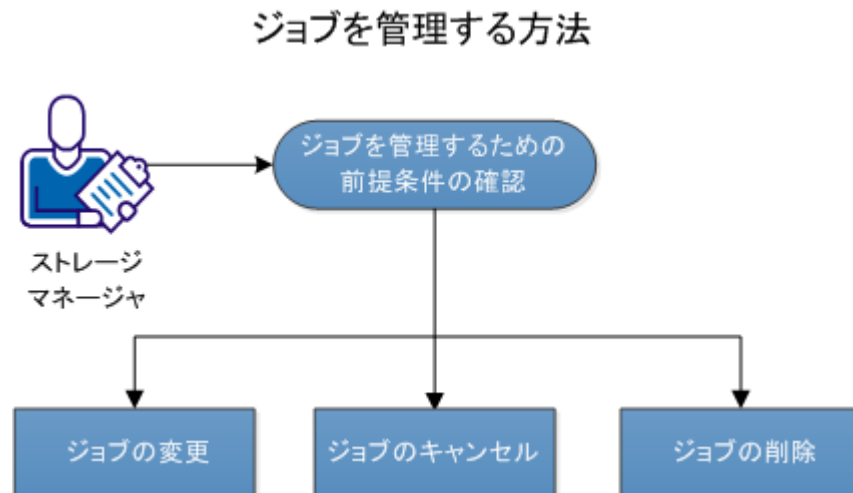 ジョブを管理する方法
ジョブを管理するための
前提条件の確認
ストレージ
マネージャ
ジョブの変更
ジョブのキャンセル
ジョブの削除